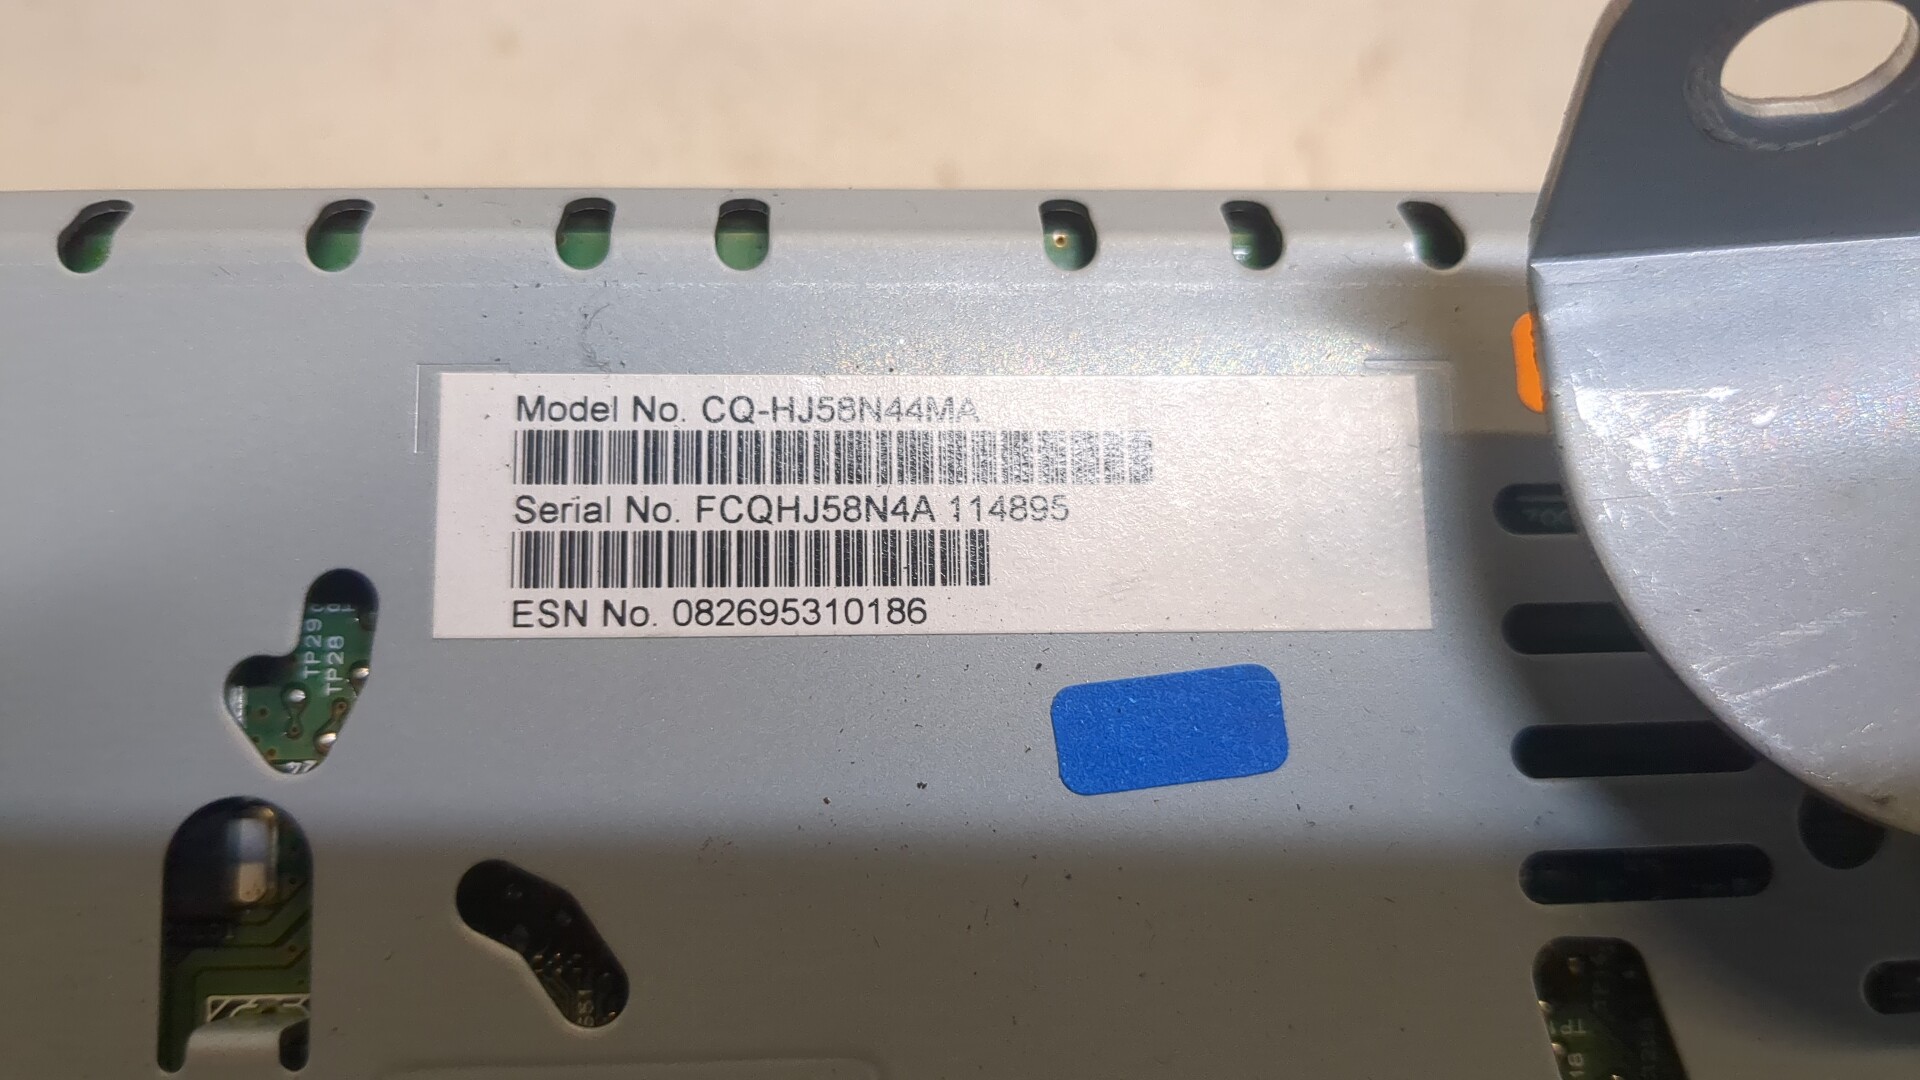 Model No. CQ-HJ58N44MA
Serial No. FCQHJ58N4A 114895
ESN No. 082695310186
TP29
TP28